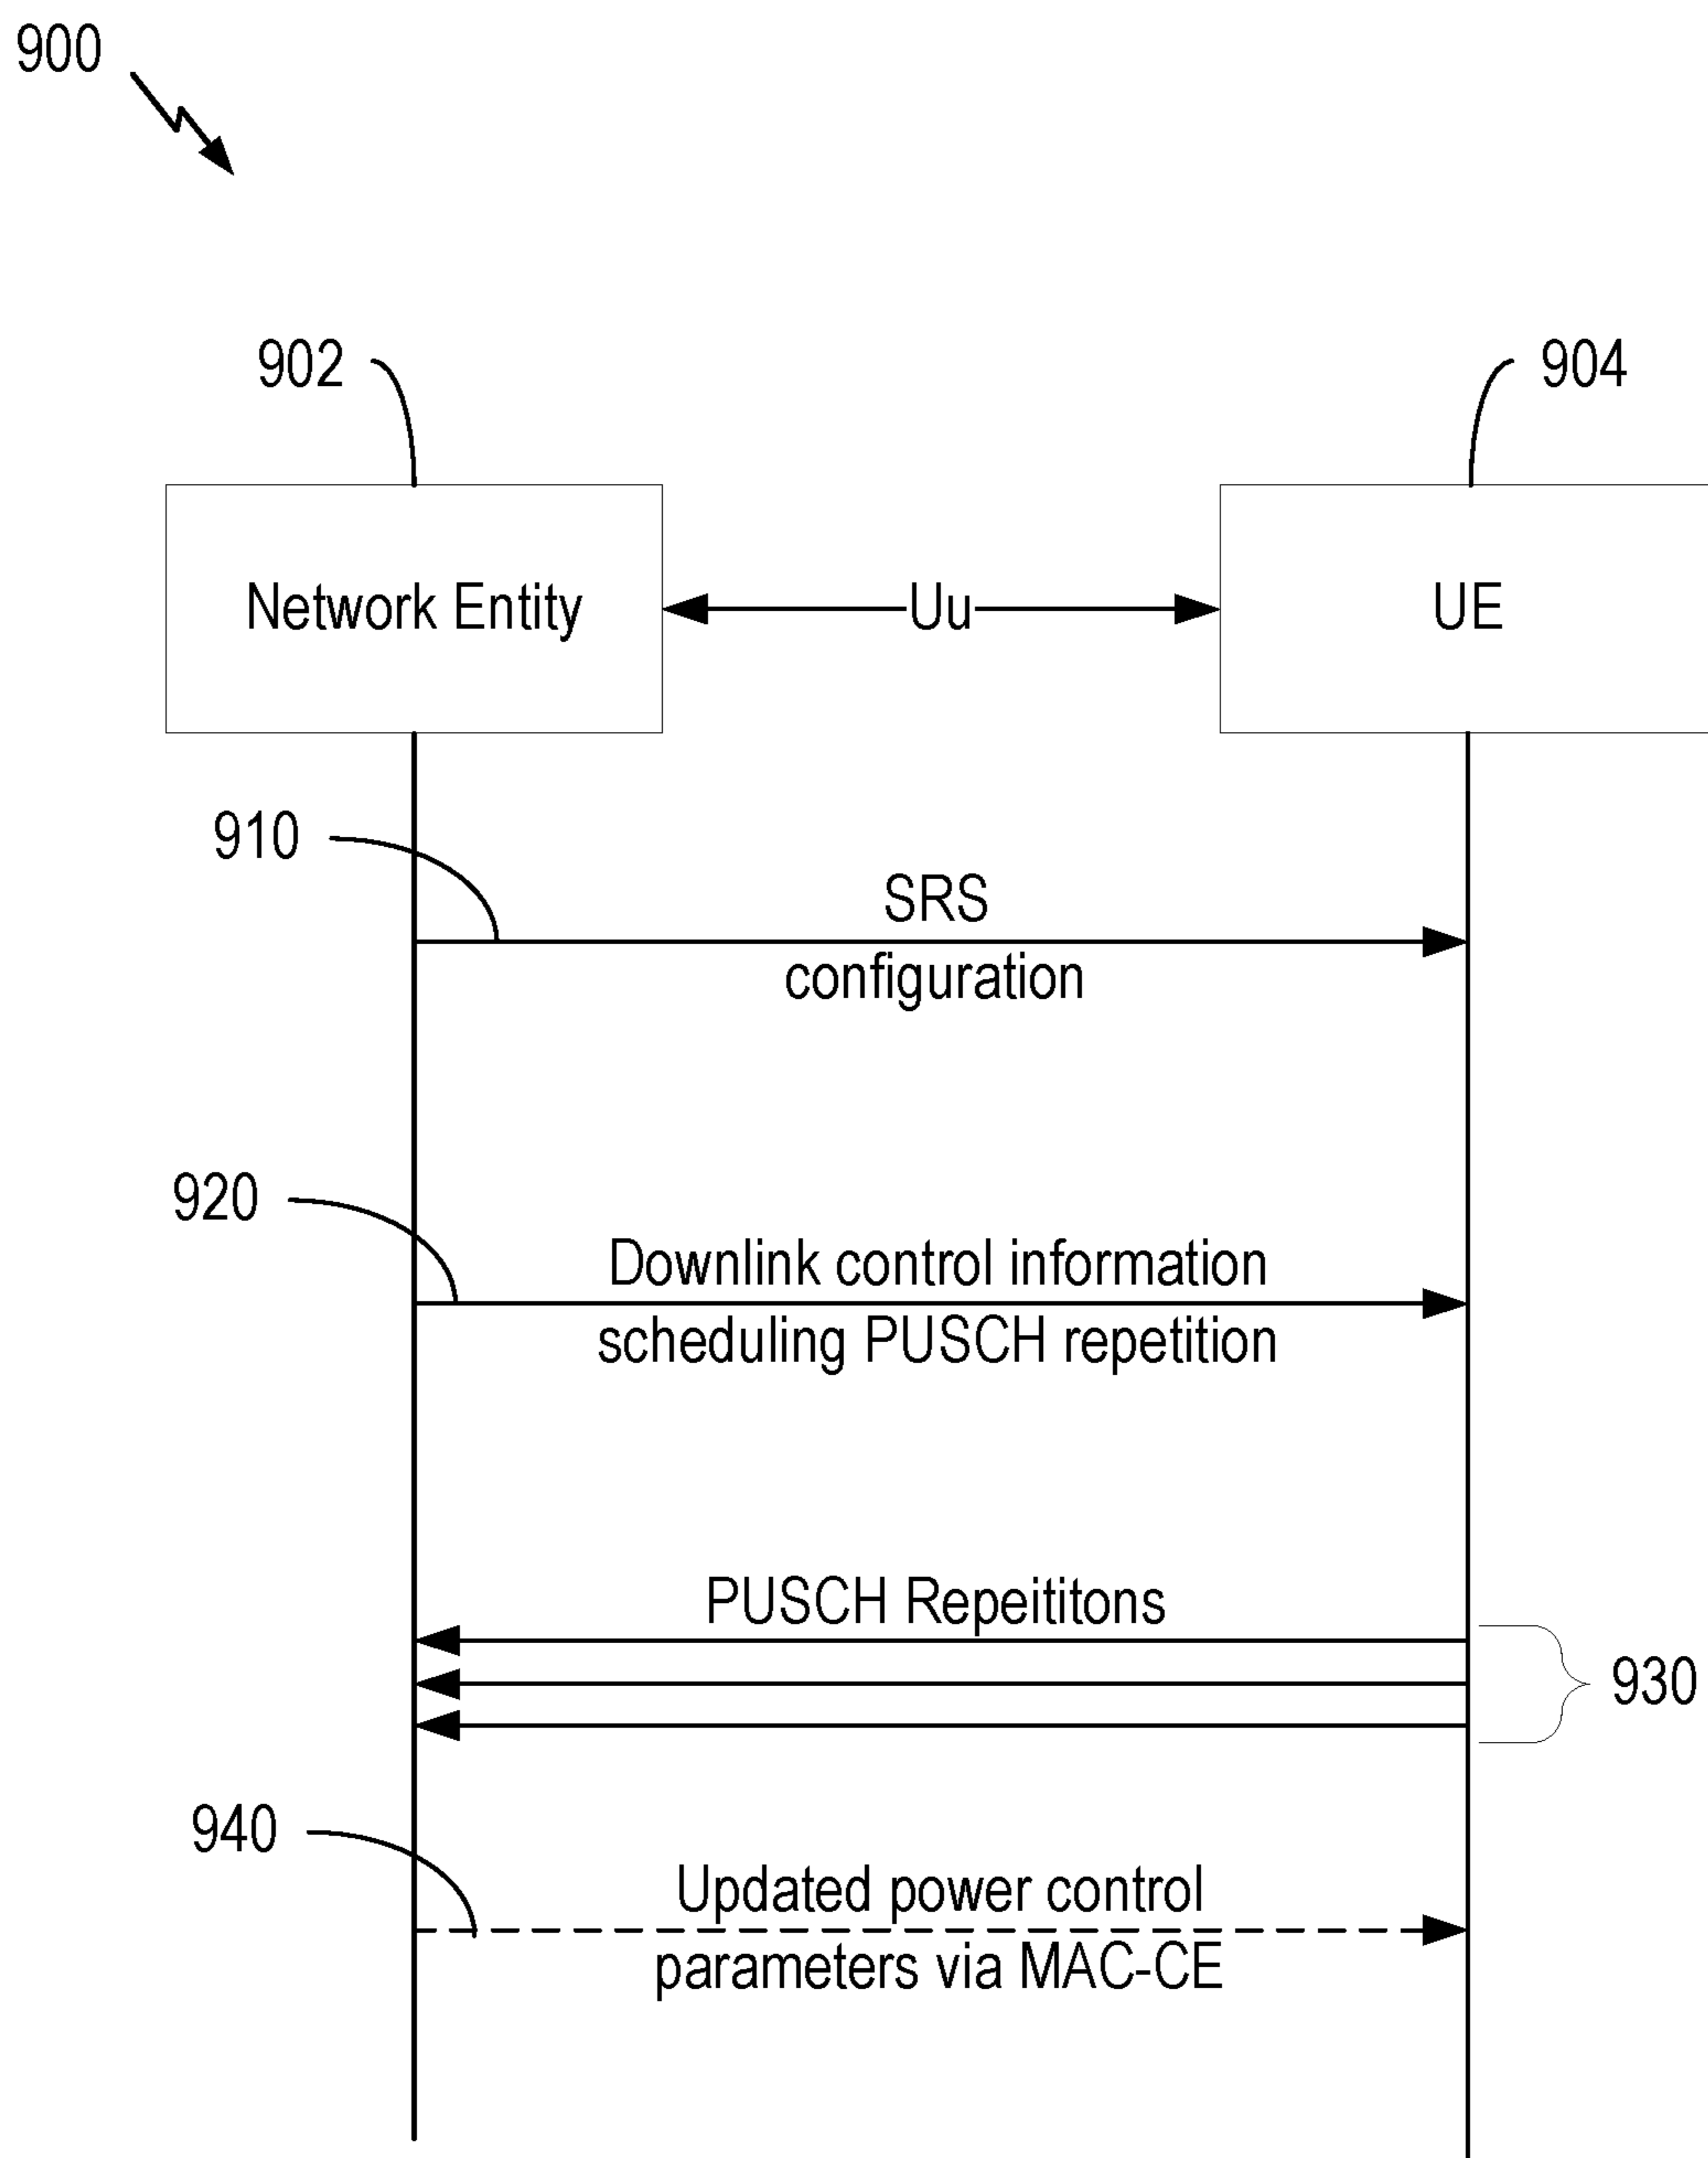 900
902
904
Network Entity
Uu
UE
910
SRS
configuration
920
Downlink control information
scheduling PUSCH repetition
PUSCH Repeititons
930
940
Updated power control
parameters via MAC-CE